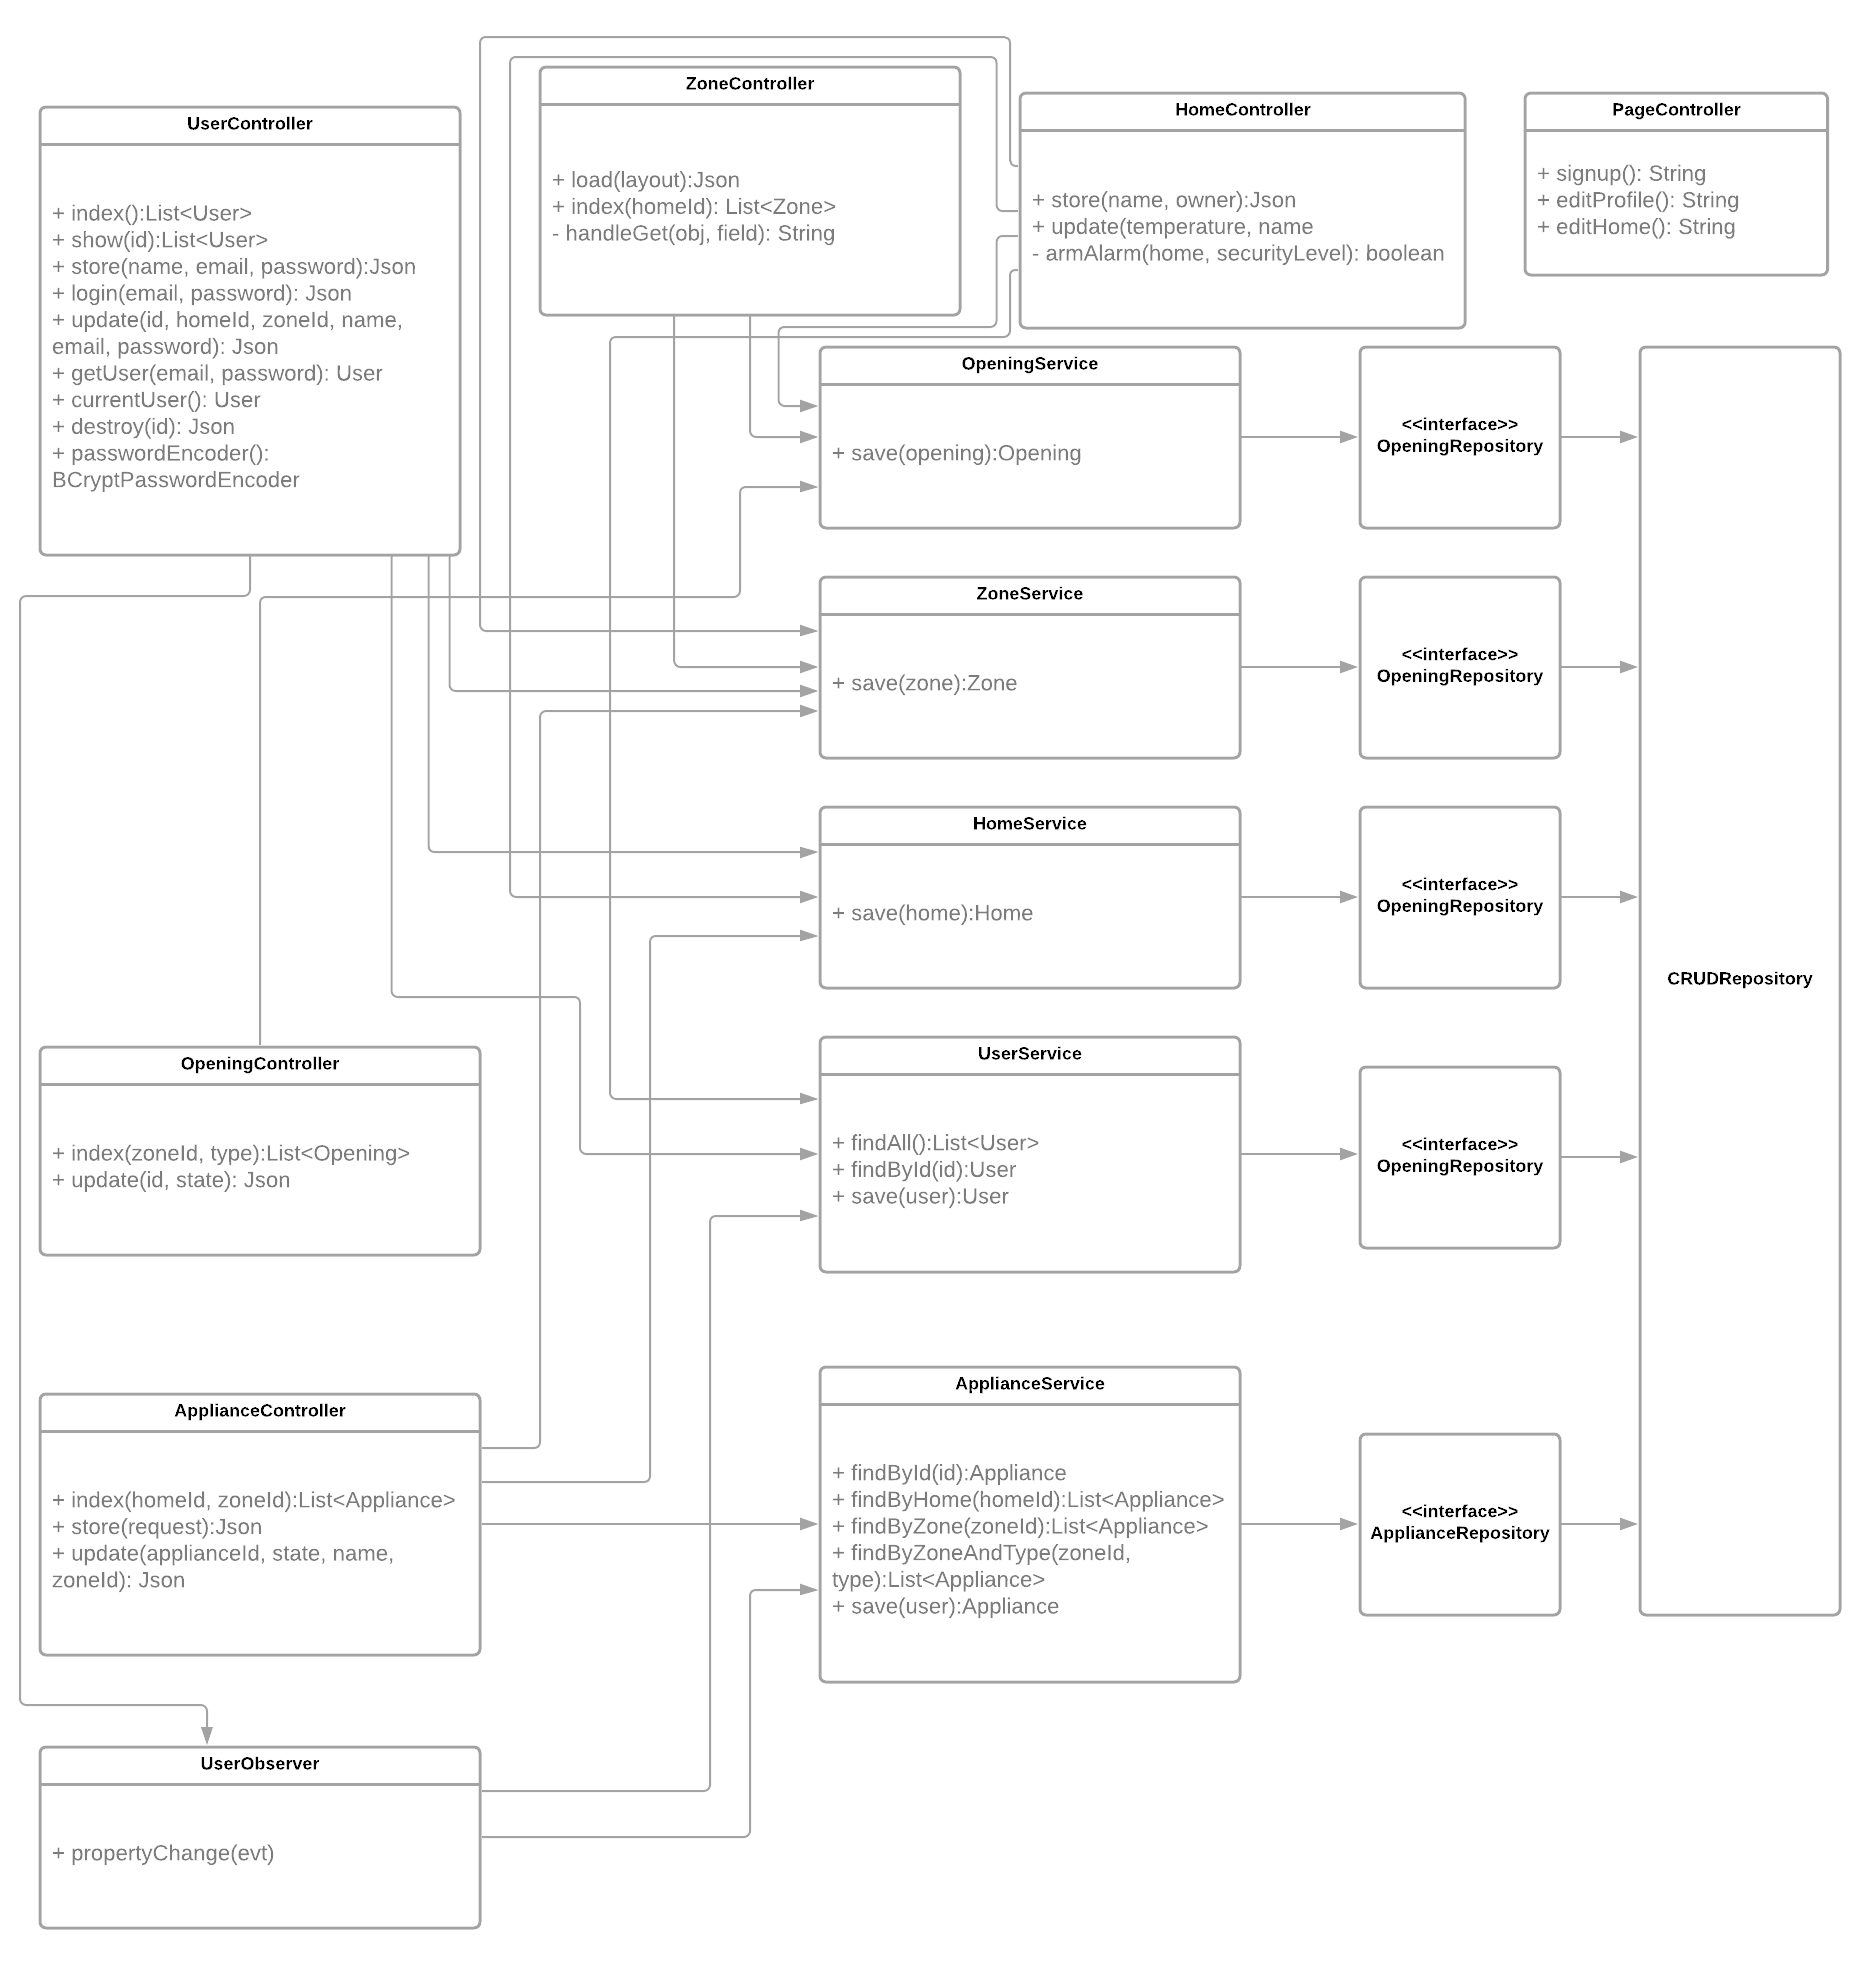 ZoneController
+ load(layout):Json
+ index(homeId): List<Zone>
- handleGet(obj, field): String
HomeController
+ store(name, owner):Json
+ update(temperature, name
- armAlarm(home, securityLevel): boolean
PageController
+ signup(): String
+ editProfile(): String
+ editHome(): String
UserController
+ index():List<User>
+ show(id):List<User>
+ store(name, email, password):Json
+ login(email, password): Json
+ update(id, homeId, zoneId, name,
email, password): Json
+ getUser(email, password): User
+ currentUser(): User
+ destroy(id): Json
+ passwordEncoder():
BCryptPasswordEncoder
OpeningService
+ save(opening):Opening
<<interface>>
OpeningRepository
ZoneService
+ save(zone):Zone
<<interface>>
OpeningRepository
HomeService
+ save(home):Home
<<interface>>
OpeningRepository
CRUDRepository
OpeningController
+ index(zoneId, type):List<Opening>
+ update(id, state): Json
UserService
+ findAll():List<User>
+ findById(id):User
+ save(user):User
<<interface>>
OpeningRepository
ApplianceController
+ index(homeId, zoneId):List<Appliance>
+ store(request):Json
+ update(applianceId, state, name,
zoneId): Json
ApplianceService
+ findById(id):Appliance
+ findByHome(homeId):List<Appliance>
+ findByZone(zoneId):List<Appliance>
+ findByZoneAndType(zoneId,
type):List<Appliance>
+ save(user):Appliance
<<interface>>
ApplianceRepository
UserObserver
+ propertyChange(evt)